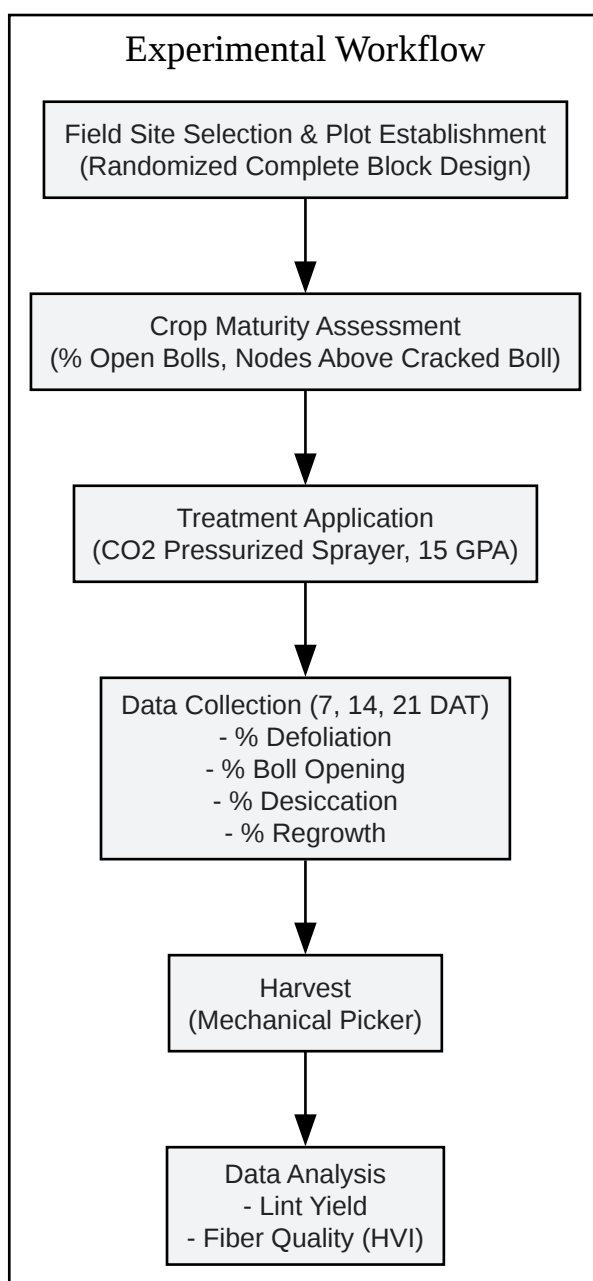 Experimental Workflow
Field Site Selection & Plot Establishment
(Randomized Complete Block Design)
Crop Maturity Assessment
(% Open Bolls, Nodes Above Cracked Boll)
Treatment Application
(CO2 Pressurized Sprayer, 15 GPA)
Data Collection (7, 14, 21 DAT)
- % Defoliation
- % Boll Opening
- % Desiccation
- % Regrowth
Harvest
(Mechanical Picker)
Data Analysis
- Lint Yield
- Fiber Quality (HVI)